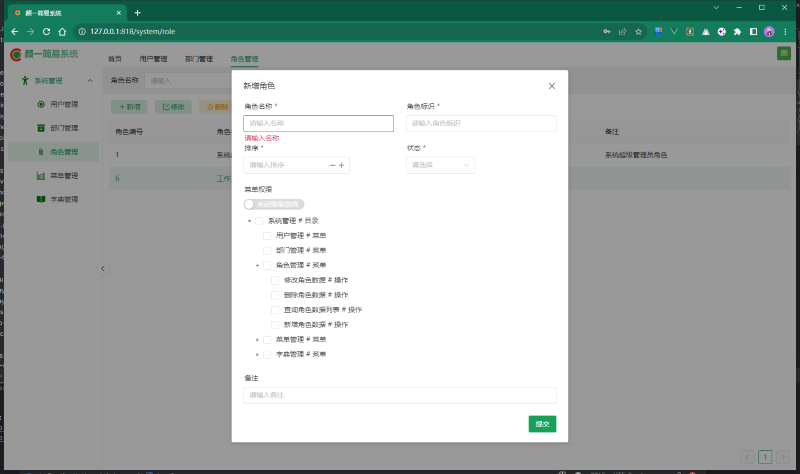 颜一简易系统
127.0.0.1:818/system/role
颜一简易系统
首页 用户管理 部门管理 角色管理
系统管理
用户管理
部门管理
角色管理
菜单管理
字典管理
角色名称 请输入
新增 修改 删除
角色编号 角色 备注
1 系统 系统超级管理员角色
6 工作
新增角色
角色名称 * 角色标识 *
请输入名称 请输入角色标识
请输入名称
排序 * 状态 *
请输入排序 请选择
菜单权限
系统管理 # 目录
用户管理 # 菜单
部门管理 # 菜单
角色管理 # 菜单
修改角色数据 # 操作
删除角色数据 # 操作
查询角色数据列表 # 操作
新增角色数据 # 操作
菜单管理 # 菜单
字典管理 # 菜单
备注
请输入备注
提交
1